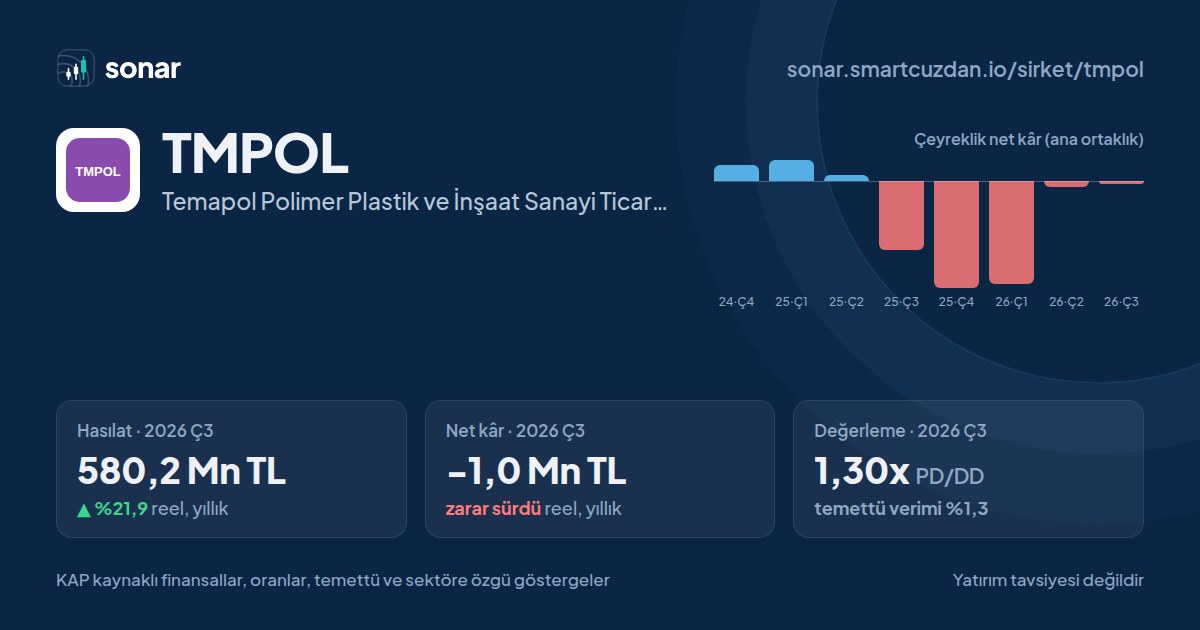 sonar
sonar.smartcuzdan.io/sirket/tmpol
TMPOL
TMPOL
Temapol Polimer Plastik ve İnşaat Sanayi Ticar...
Çeyreklik net kâr (ana ortaklık)
24·Ç4 25·Ç1 25·Ç2 25·Ç3 25·Ç4 26·Ç1 26·Ç2 26·Ç3
Hasılat · 2026 Ç3
580,2 Mn TL
▲ %21,9 reel, yıllık
Net kâr · 2026 Ç3
−1,0 Mn TL
zarar sürdü reel, yıllık
Değerleme · 2026 Ç3
1,30x PD/DD
temettü verimi %1,3
KAP kaynaklı finansallar, oranlar, temettü ve sektöre özgü göstergeler
Yatırım tavsiyesi değildir